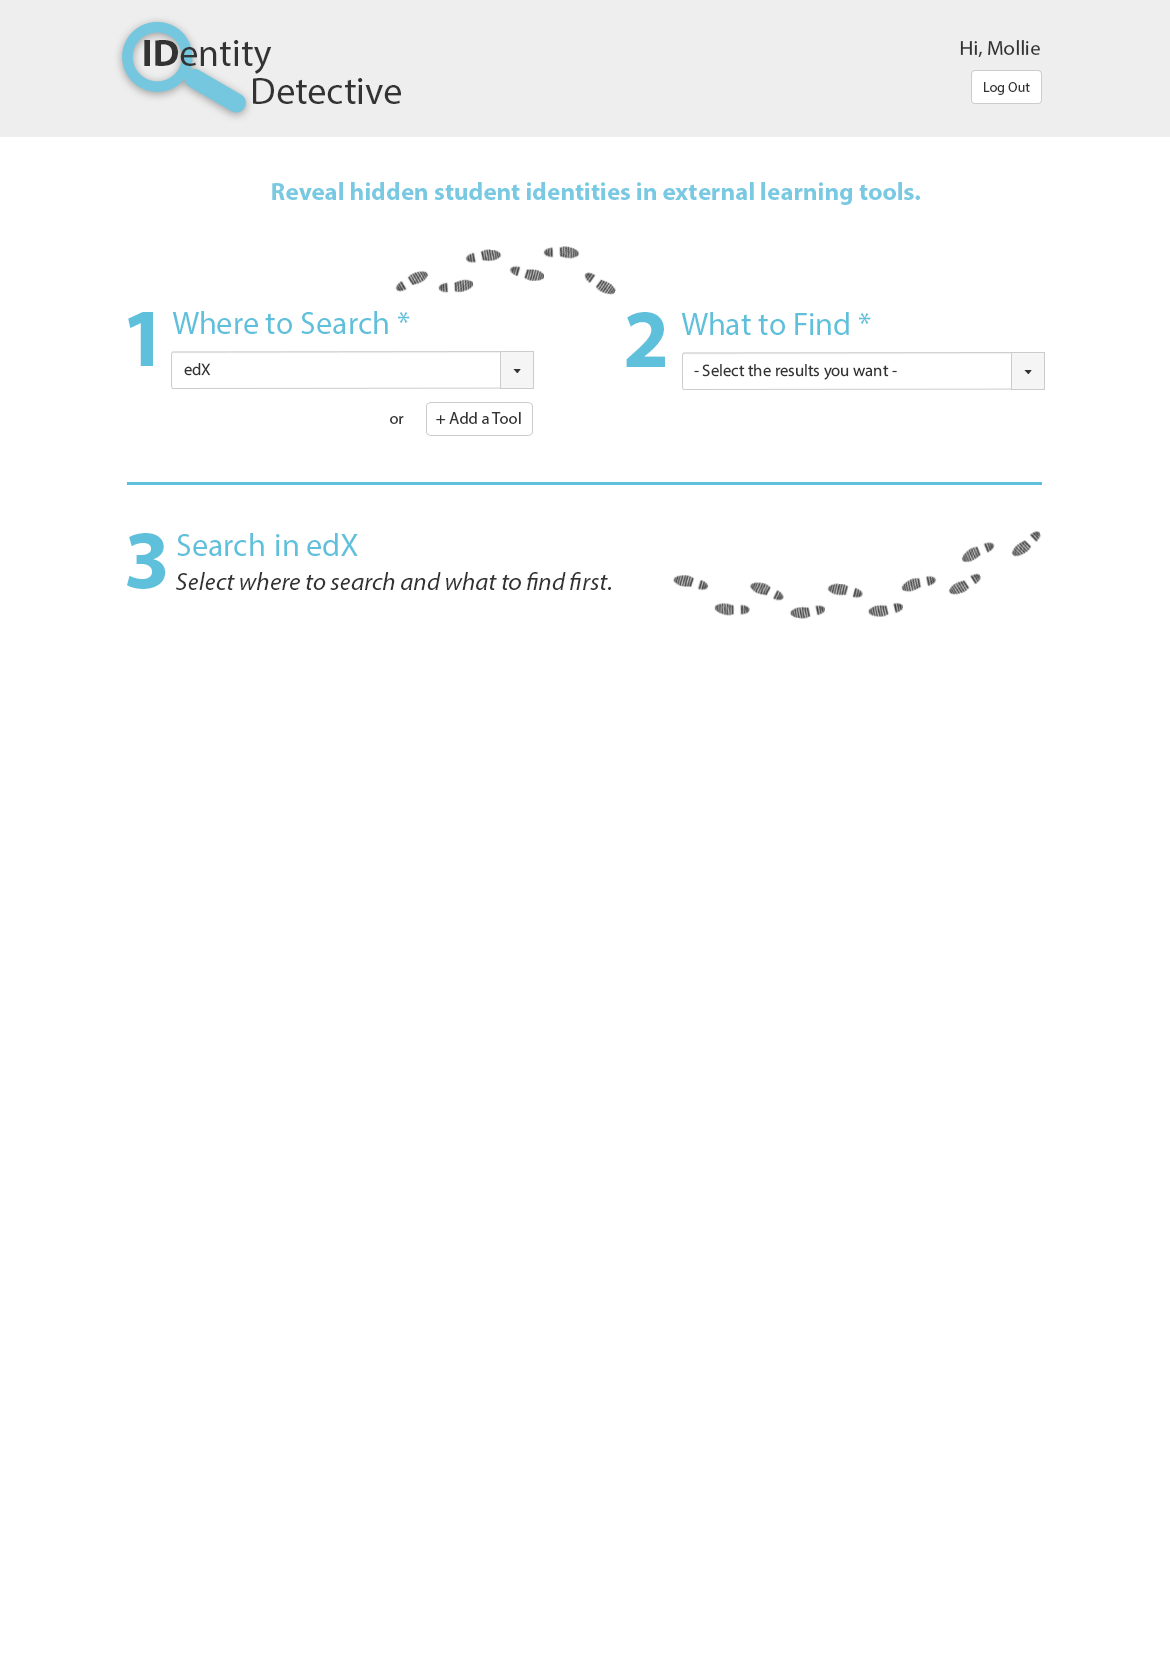 IDentity
Detective
Hi, Mollie
Log Out
Reveal hidden student identities in external learning tools.
1 Where to Search *
edX
or + Add a Tool
2 What to Find *
- Select the results you want -
3 Search in edX
Select where to search and what to find first.